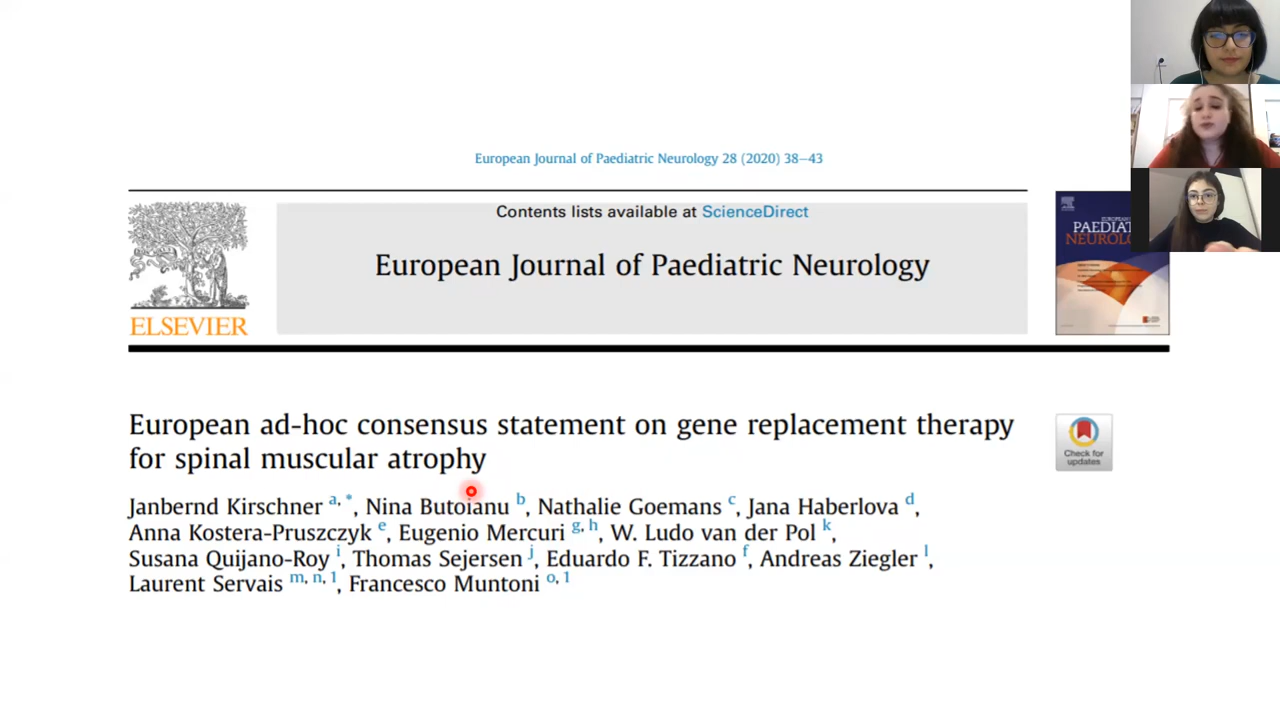 European Journal of Paediatric Neurology 28 (2020) 38–43
Contents lists available at ScienceDirect
European Journal of Paediatric Neurology
ELSEVIER
European ad-hoc consensus statement on gene replacement therapy
for spinal muscular atrophy
Check for
updates
Janbernd Kirschner a, *, Nina Butoianu b, Nathalie Goemans c, Jana Haberlova d,
Anna Kostera-Pruszczyk e, Eugenio Mercuri g, h, W. Ludo van der Pol k,
Susana Quijano-Roy i, Thomas Sejersen j, Eduardo F. Tizzano f, Andreas Ziegler l,
Laurent Servais m, n, 1, Francesco Muntoni o, 1